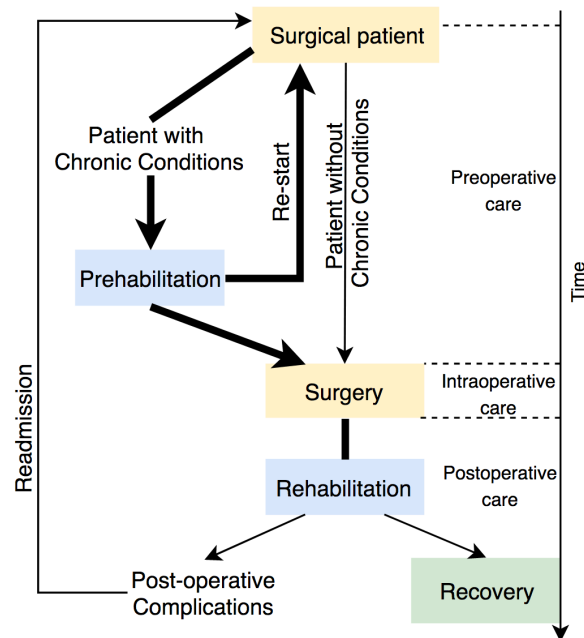 Surgical patient
Patient with
Chronic Conditions
Re-start
Patient without
Chronic Conditions
Preoperative
care
Prehabilitation
Time
Surgery
Intraoperative
care
Readmission
Rehabilitation
Postoperative
care
Post-operative
Complications
Recovery